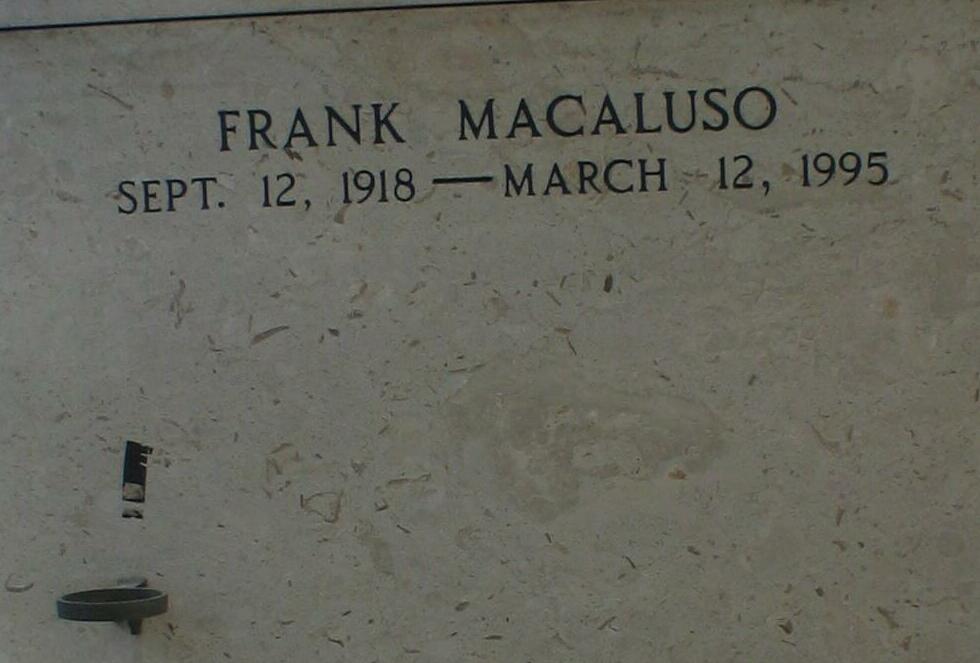 FRANK MACALUSO
SEPT. 12, 1918 — MARCH 12, 1995